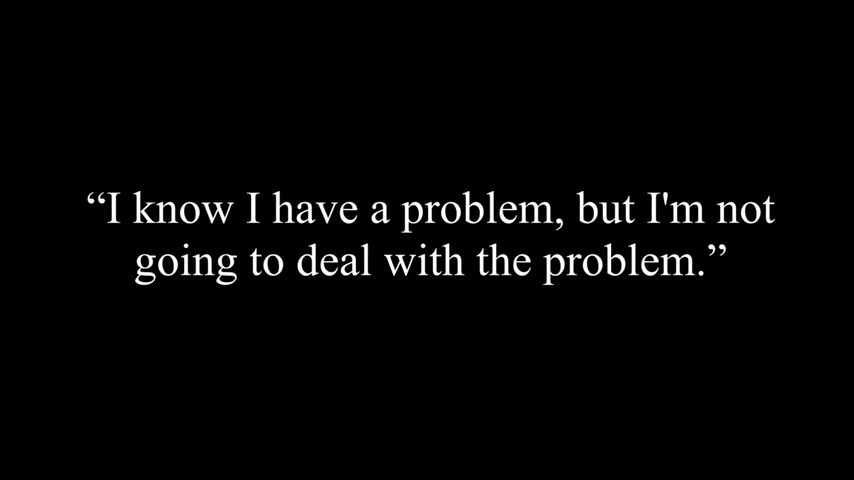 “I know I have a problem, but I'm not
going to deal with the problem.”